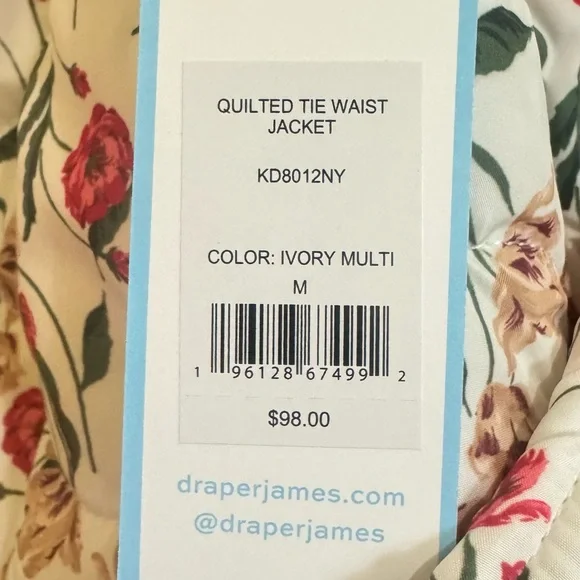 QUILTED TIE WAIST
JACKET
KD8012NY
COLOR: IVORY MULTI
M
1 96128 67499 2
$98.00
draperjames.com
@draperjames